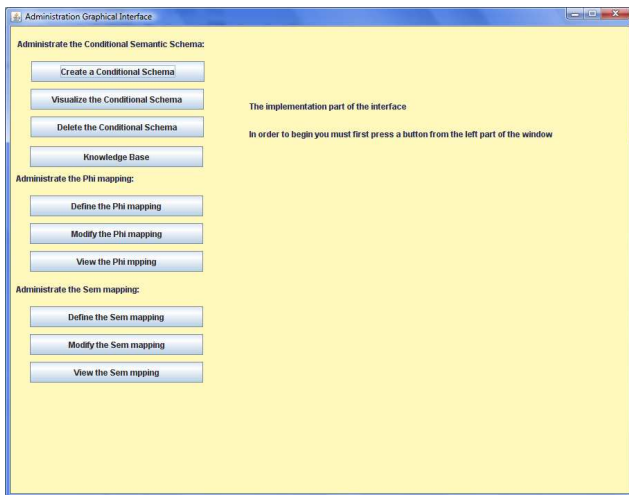 Administration Graphical Interface
Administrate the Conditional Semantic Schema:
Create a Conditional Schema
Visualize the Conditional Schema
Delete the Conditional Schema
Knowledge Base
Administrate the Phi mapping:
Define the Phi mapping
Modify the Phi mapping
View the Phi mpping
Administrate the Sem mapping:
Define the Sem mapping
Modify the Sem mapping
View the Sem mpping
The implementation part of the interface
In order to begin you must first press a button from the left part of the window